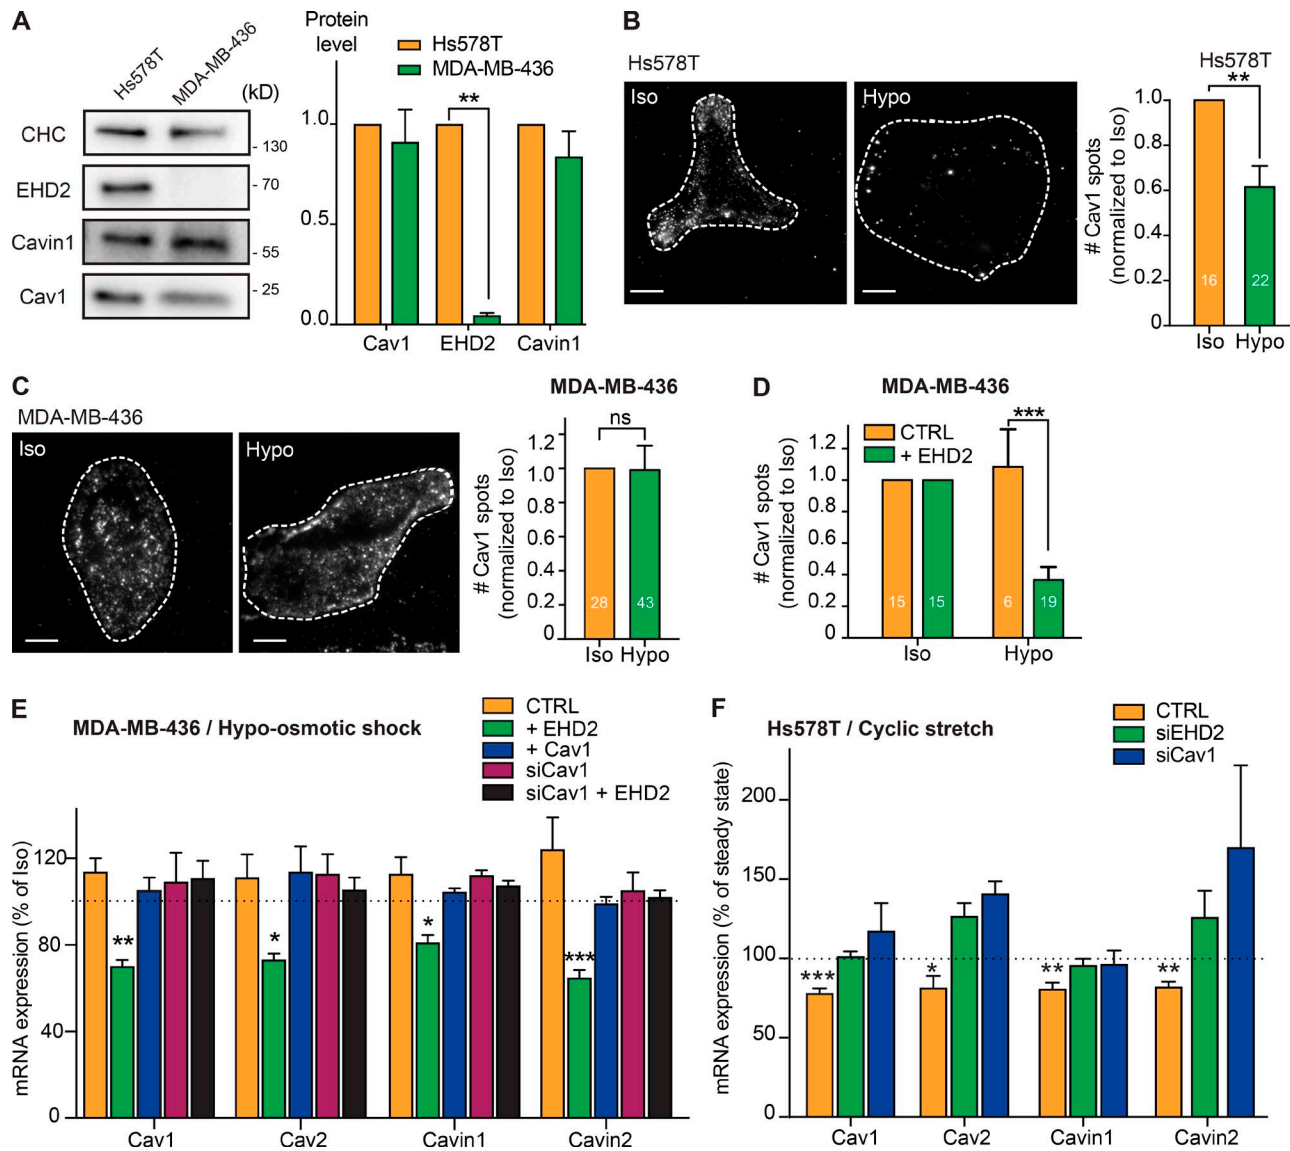 A
Hs578T
MDA-MB-436
(kD)
CHC
- 130
EHD2
- 70
Cavin1
- 55
Cav1
- 25
Protein
level
Hs578T
MDA-MB-436
**
1.0
0.5
0.0
Cav1 EHD2 Cavin1
B
Hs578T
Iso
Hypo
Hs578T
**
# Cav1 spots
(normalized to Iso)
1.0
0.8
0.6
0.4
0.2
0
16
22
Iso Hypo
C
MDA-MB-436
Iso
Hypo
MDA-MB-436
ns
# Cav1 spots
(normalized to Iso)
1.2
1.0
0.8
0.6
0.4
0.2
0
28
43
Iso Hypo
D
MDA-MB-436
CTRL
+ EHD2
***
# Cav1 spots
(normalized to Iso)
1.2
1.0
0.8
0.6
0.4
0.2
0
15
15
6
19
Iso Hypo
E
MDA-MB-436 / Hypo-osmotic shock
CTRL
+ EHD2
+ Cav1
siCav1
siCav1 + EHD2
mRNA expression (% of Iso)
120
80
40
0
**
*
*
***
Cav1 Cav2 Cavin1 Cavin2
F
Hs578T / Cyclic stretch
CTRL
siEHD2
siCav1
mRNA expression (% of steady state)
200
150
100
50
0
***
*
**
**
Cav1 Cav2 Cavin1 Cavin2